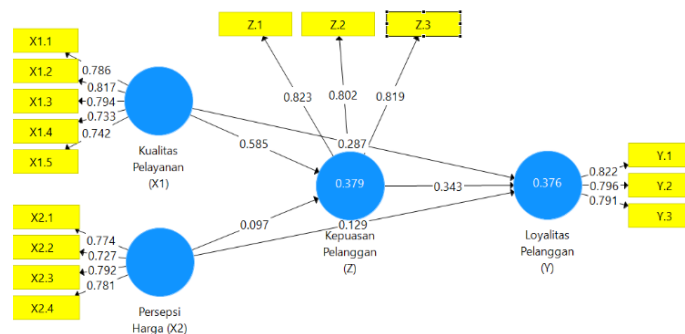 Z.1
Z.2
Z.3
X1.1
X1.2
X1.3
X1.4
X1.5
0.786
0.817
0.794
0.733
0.742
Kualitas
Pelayanan
(X1)
0.823
0.802
0.819
0.585
0.287
0.379
0.343
0.376
0.097
0.129
Kepuasan
Pelanggan
(Z)
Loyalitas
Pelanggan
(Y)
0.822
0.796
0.791
Y.1
Y.2
Y.3
X2.1
X2.2
X2.3
X2.4
0.774
0.727
0.792
0.781
Persepsi
Harga (X2)